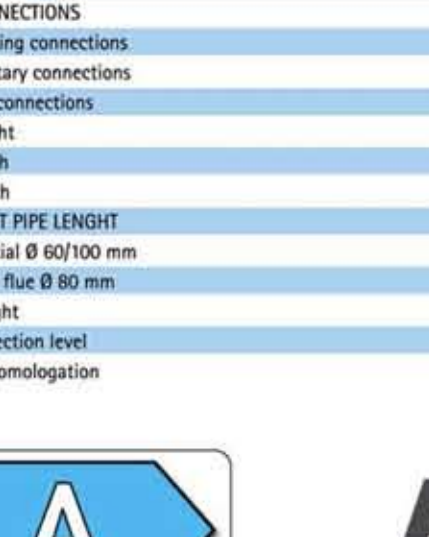 NECTIONS
ing connections
tary connections
connections
ht
h
h
T PIPE LENGHT
ial Ø 60/100 mm
flue Ø 80 mm
ht
ection level
omologation
A